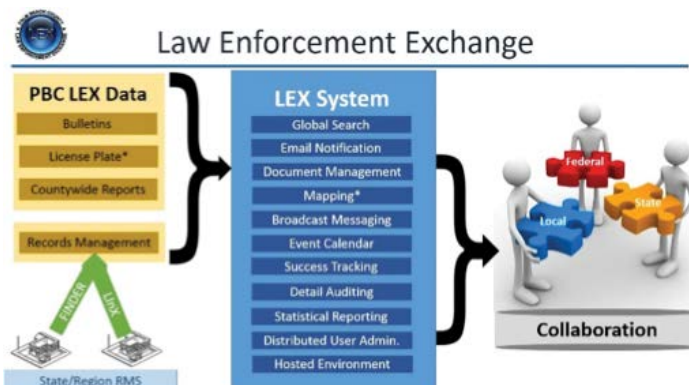 Law Enforcement Exchange
PBC LEX Data
Bulletins
License Plate*
Countywide Reports
Records Management
FINDER
LinX
State/Region RMS
LEX System
Global Search
Email Notification
Document Management
Mapping*
Broadcast Messaging
Event Calendar
Success Tracking
Detail Auditing
Statistical Reporting
Distributed User Admin.
Hosted Environment
Federal
State
Local
Collaboration